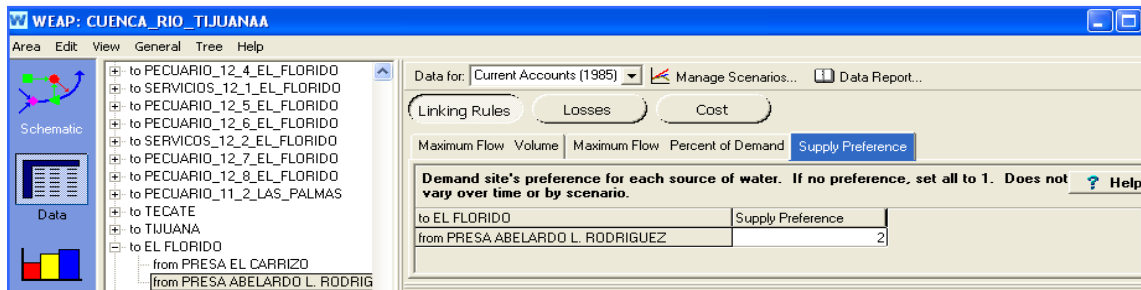 WEAP: CUENCA_RIO_TIJUANAA
Area Edit View General Tree Help
to PECUARIO_12_4_EL_FLORIDO
to SERVICIOS_12_1_EL_FLORIDO
to PECUARIO_12_5_EL_FLORIDO
to PECUARIO_12_6_EL_FLORIDO
to SERVICOS_12_2_EL_FLORIDO
to PECUARIO_12_7_EL_FLORIDO
to PECUARIO_12_8_EL_FLORIDO
to PECUARIO_11_2_LAS_PALMAS
to TECATE
to TIJUANA
to EL FLORIDO
from PRESA EL CARRIZO
from PRESA ABELARDO L. RODRIG
Schematic
Data
Data for: Current Accounts (1985) Manage Scenarios... Data Report...
Linking Rules Losses Cost
Maximum Flow Volume Maximum Flow Percent of Demand Supply Preference
Demand site's preference for each source of water. If no preference, set all to 1. Does not
vary over time or by scenario.
? Help
to EL FLORIDO Supply Preference
from PRESA ABELARDO L. RODRIGUEZ 2